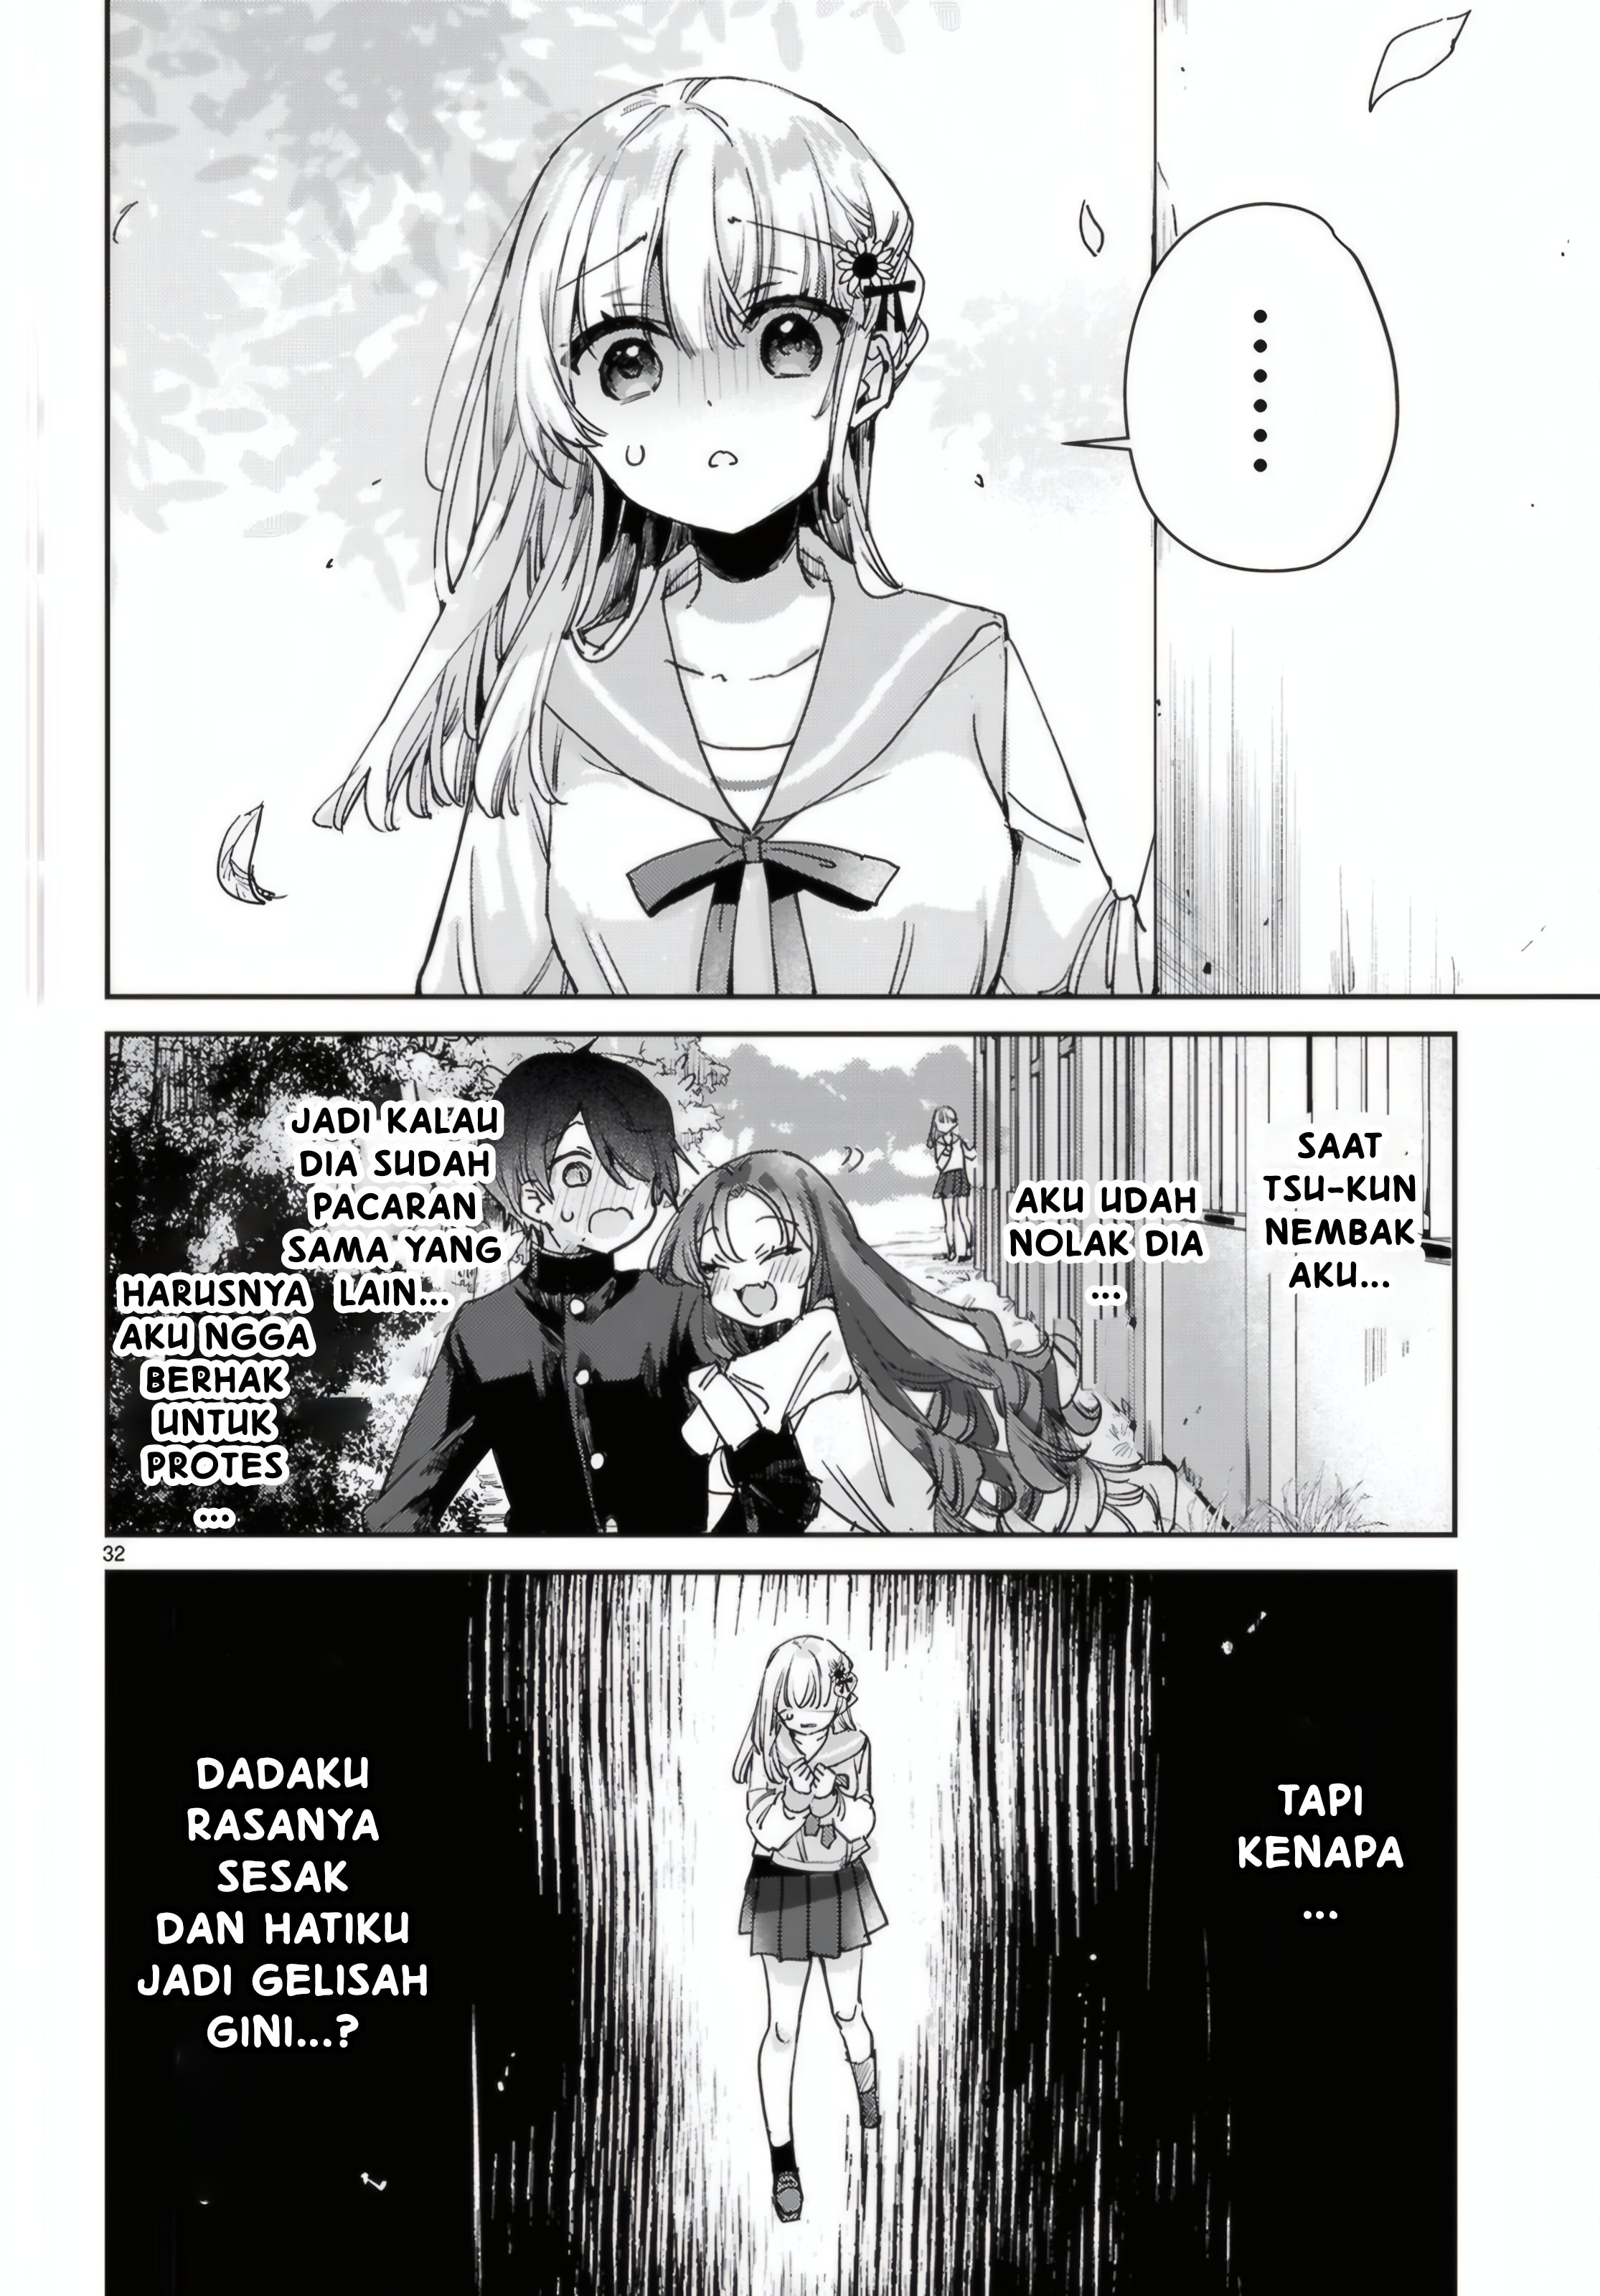 ......
SAAT
TSU-KUN
NEMBAK
AKU...
AKU UDAH
NOLAK DIA
...
JADI KALAU
DIA SUDAH
PACARAN
SAMA YANG
LAIN...
HARUSNYA
AKU NGGA
BERHAK
UNTUK
PROTES
...
32
TAPI
KENAPA
...
DADAKU
RASANYA
SESAK
DAN HATIKU
JADI GELISAH
GINI...?